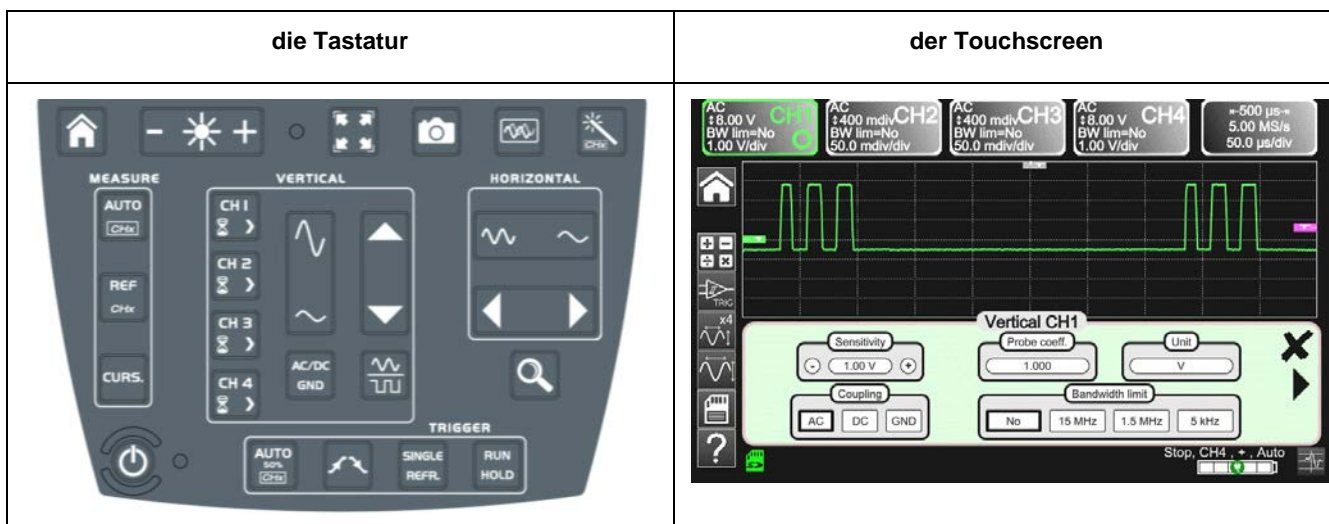 die Tastatur
der Touchscreen
- +
CHx
MEASURE
VERTICAL
HORIZONTAL
AUTO
CHx
REF
CHx
CURS.
CH 1
CH 2
CH 3
CH 4
AC/DC
GND
TRIGGER
AUTO
50%
CHx
SINGLE
REFR.
RUN
HOLD
AC CH1
8.00 V
BW lim=No
1.00 V/div
AC CH2
400 mdiv
BW lim=No
50.0 mdiv/div
AC CH3
400 mdiv
BW lim=No
50.0 mdiv/div
AC CH4
8.00 V
BW lim=No
1.00 V/div
500 µs
5.00 MS/s
50.0 µs/div
TRIG
x4
?
Vertical CH1
Sensitivity
- 1.00 V +
Probe coeff.
1.000
Unit
V
Coupling
AC DC GND
Bandwidth limit
No 15 MHz 1.5 MHz 5 kHz
Stop, CH4 , + , Auto